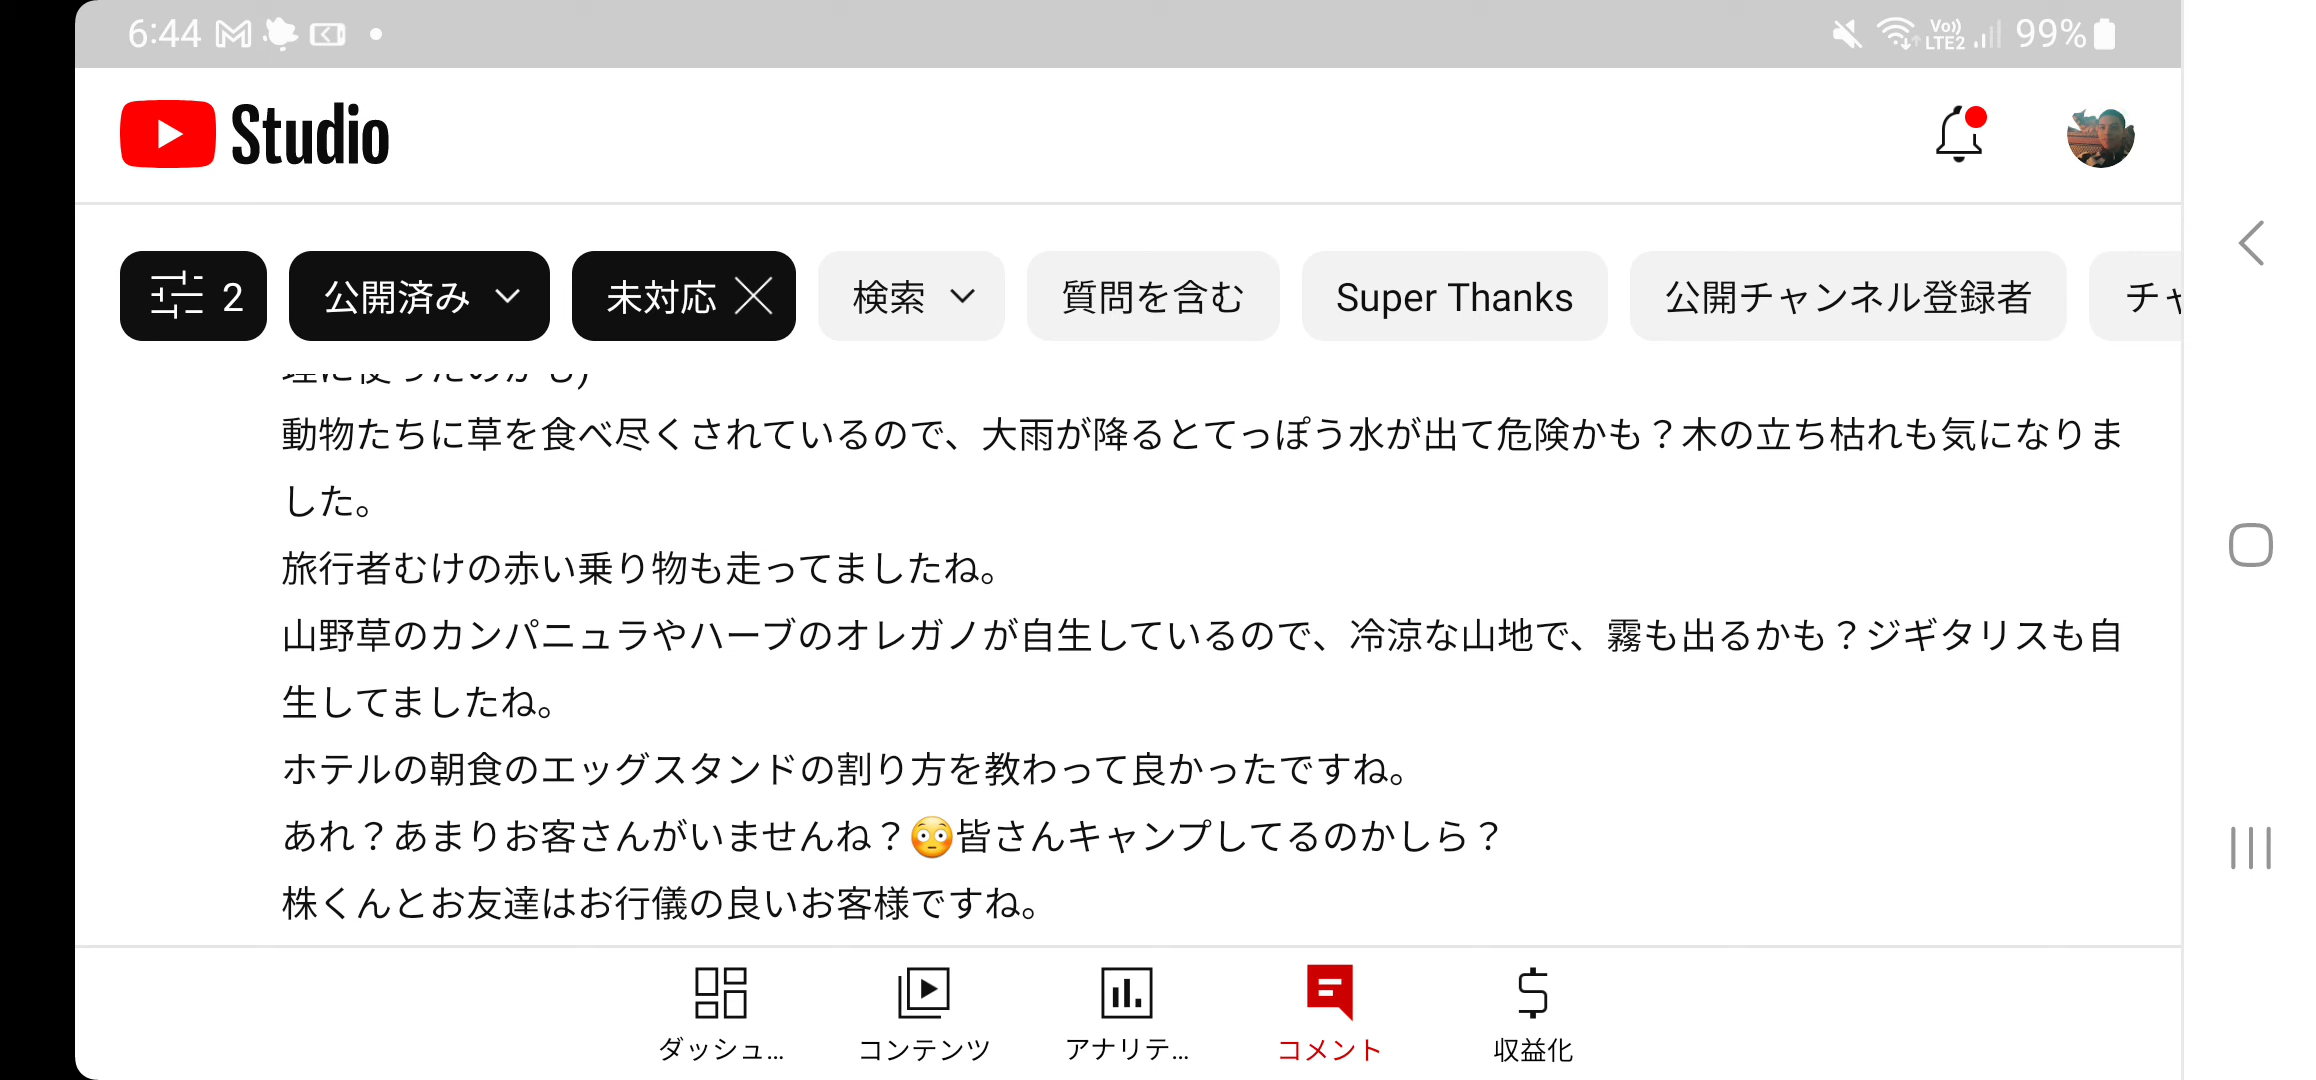 6:44
Vo)) LTE2 99%
Studio
2 公開済み 未対応 検索 質問を含む Super Thanks 公開チャンネル登録者 チャ
理に使ったのかも)
動物たちに草を食べ尽くされているので、大雨が降るとてっぽう水が出て危険かも？木の立ち枯れも気になりま
した。
旅行者むけの赤い乗り物も走ってましたね。
山野草のカンパニュラやハーブのオレガノが自生しているので、冷涼な山地で、霧も出るかも？ジギタリスも自
生してましたね。
ホテルの朝食のエッグスタンドの割り方を教わって良かったですね。
あれ？あまりお客さんがいませんね？😳皆さんキャンプしてるのかしら？
株くんとお友達はお行儀の良いお客様ですね。
ダッシュ... コンテンツ アナリテ... コメント 収益化